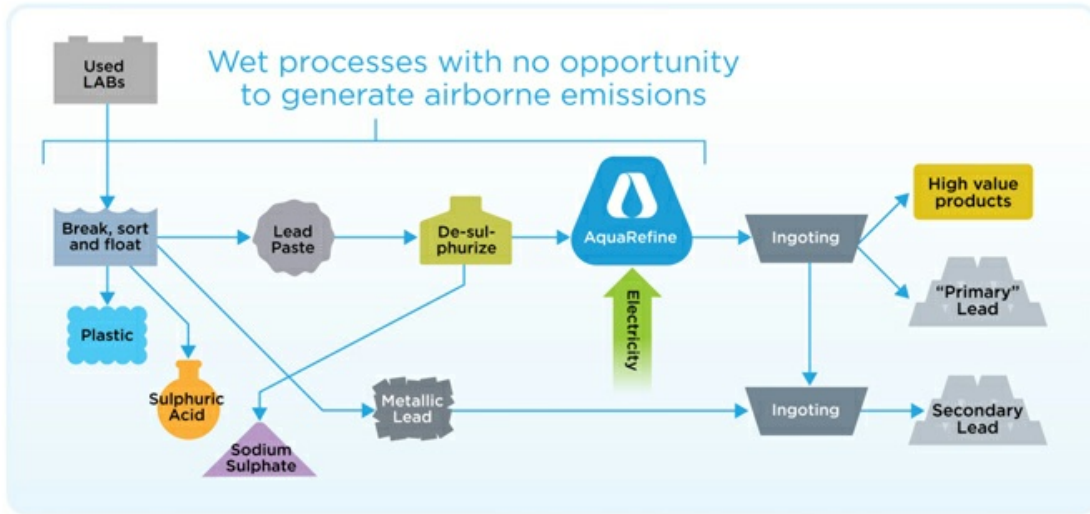 Used
LABs
Wet processes with no opportunity
to generate airborne emissions
Break, sort
and float
Lead
Paste
De-sul-
phurize
AquaRefine
Ingoting
High value
products
"Primary"
Lead
Electricity
Plastic
Sulphuric
Acid
Sodium
Sulphate
Metallic
Lead
Ingoting
Secondary
Lead